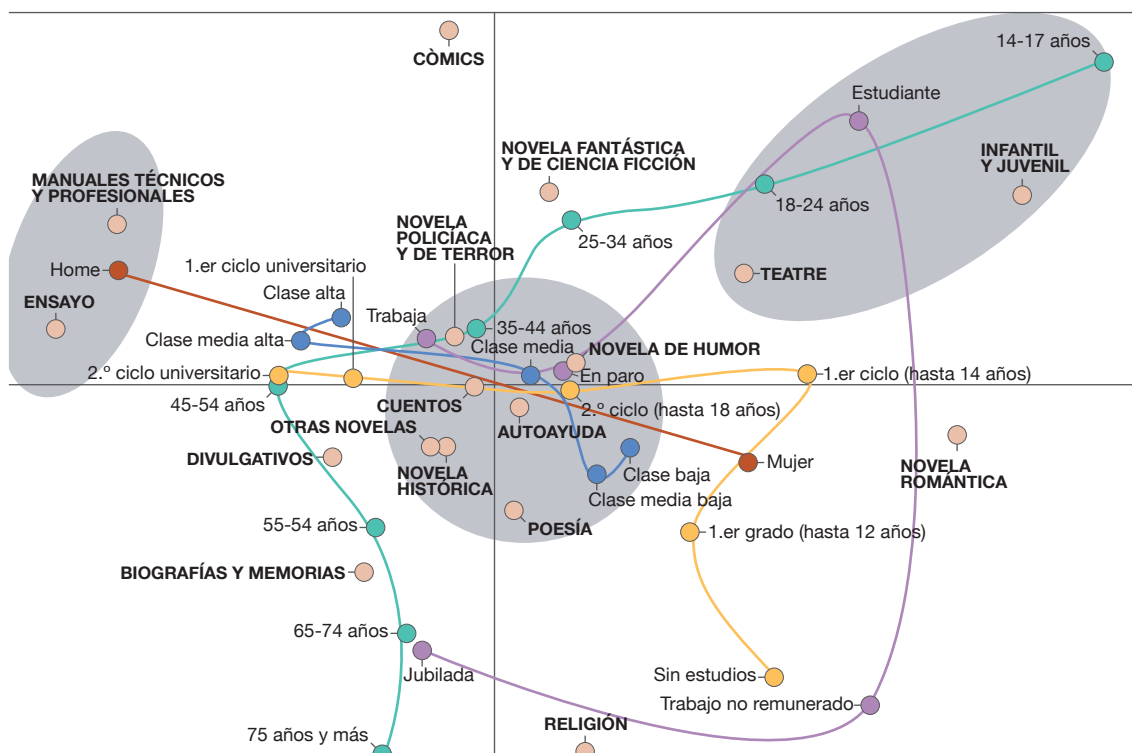 14-17 años
CÒMICS
Estudiante
NOVELA FANTÁSTICA
Y DE CIENCIA FICCIÓN
INFANTIL
Y JUVENIL
MANUALES TÉCNICOS
Y PROFESIONALES
18-24 años
NOVELA
POLICÍACA
Y DE TERROR
25-34 años
1.er ciclo universitario
Home
TEATRE
Clase alta
ENSAYO
Trabaja
35-44 años
Clase media alta
Clase media
NOVELA DE HUMOR
2.º ciclo universitario
En paro
1.er ciclo (hasta 14 años)
45-54 años
CUENTOS
2.º ciclo (hasta 18 años)
OTRAS NOVELAS
AUTOAYUDA
DIVULGATIVOS
Mujer
NOVELA
ROMÁNTICA
NOVELA
HISTÓRICA
Clase baja
Clase media baja
55-54 años
POESÍA
1.er grado (hasta 12 años)
BIOGRAFÍAS Y MEMORIAS
65-74 años
Jubilada
Sin estudios
Trabajo no remunerado
RELIGIÓN
75 años y más